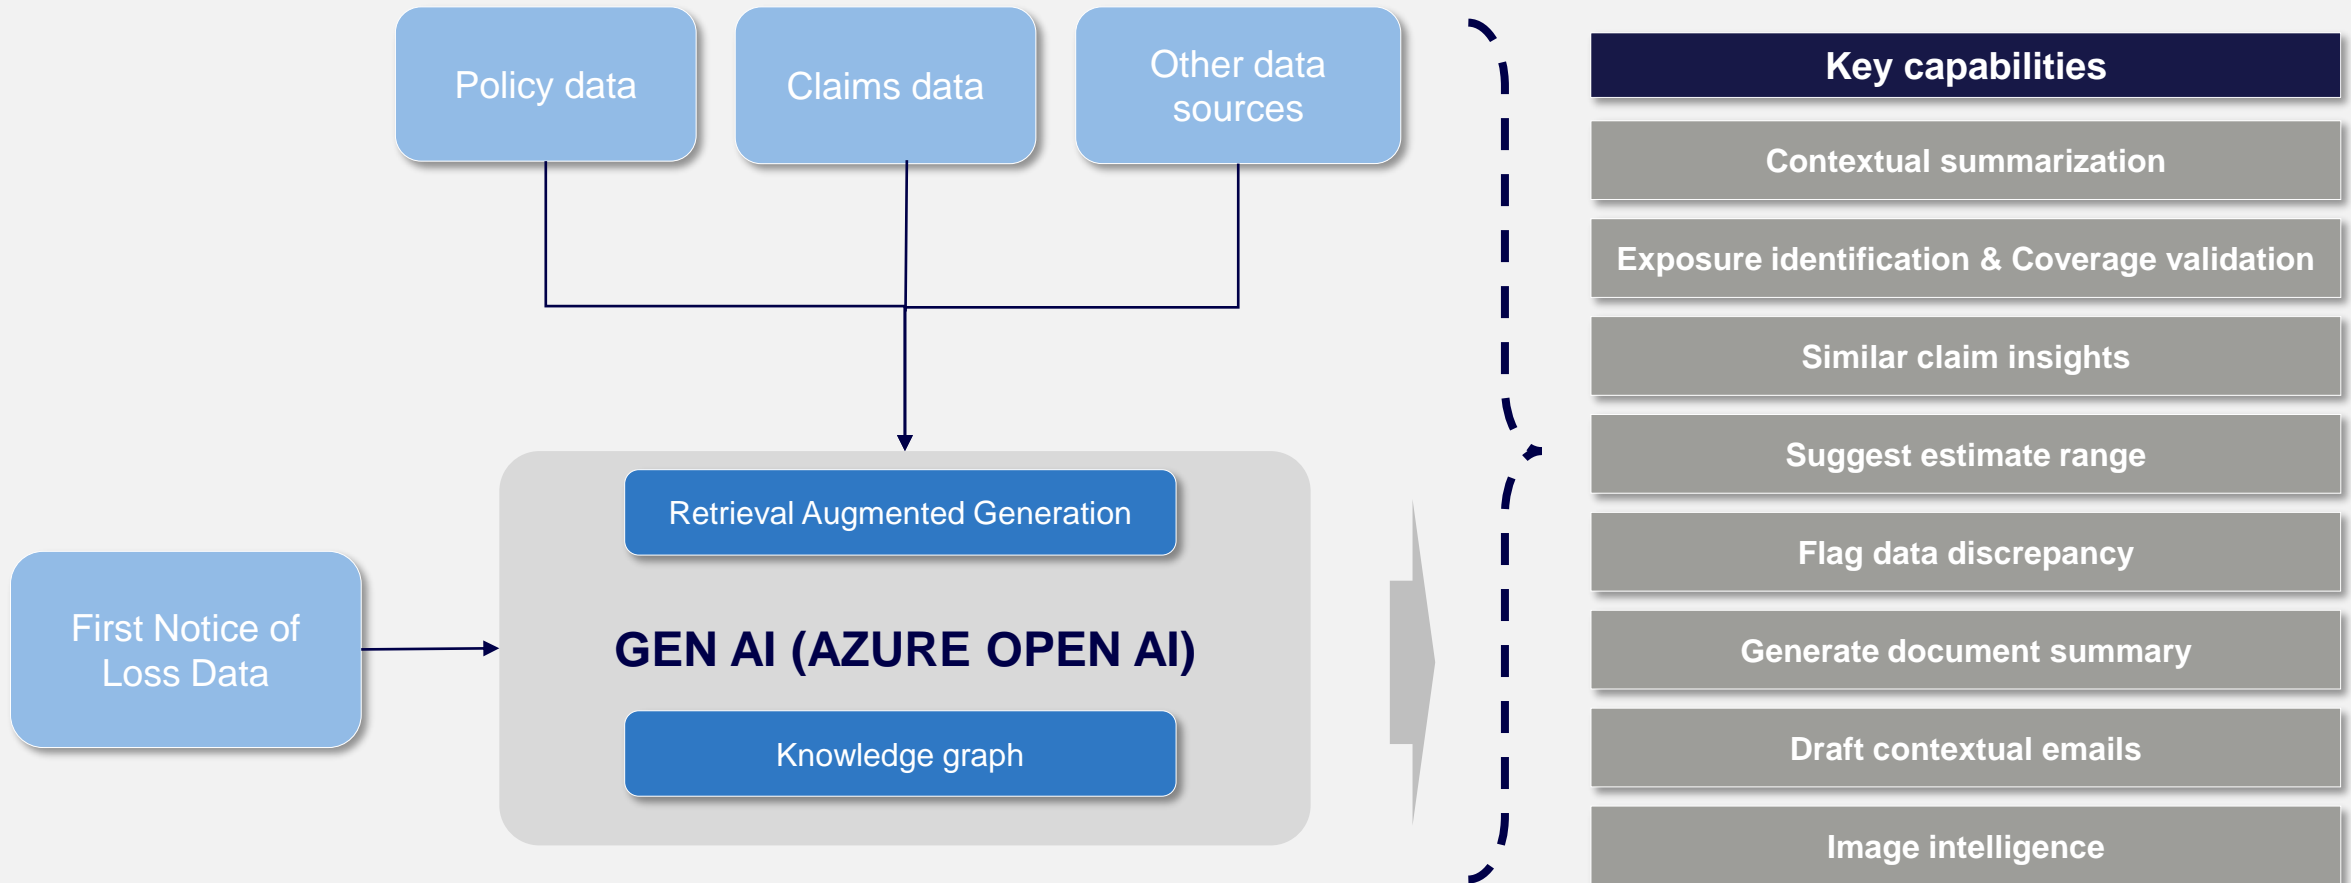 Policy data
Claims data
Other data
sources
Key capabilities
Contextual summarization
Exposure identification & Coverage validation
Similar claim insights
Suggest estimate range
Flag data discrepancy
Generate document summary
Draft contextual emails
Image intelligence
First Notice of
Loss Data
Retrieval Augmented Generation
GEN AI (AZURE OPEN AI)
Knowledge graph